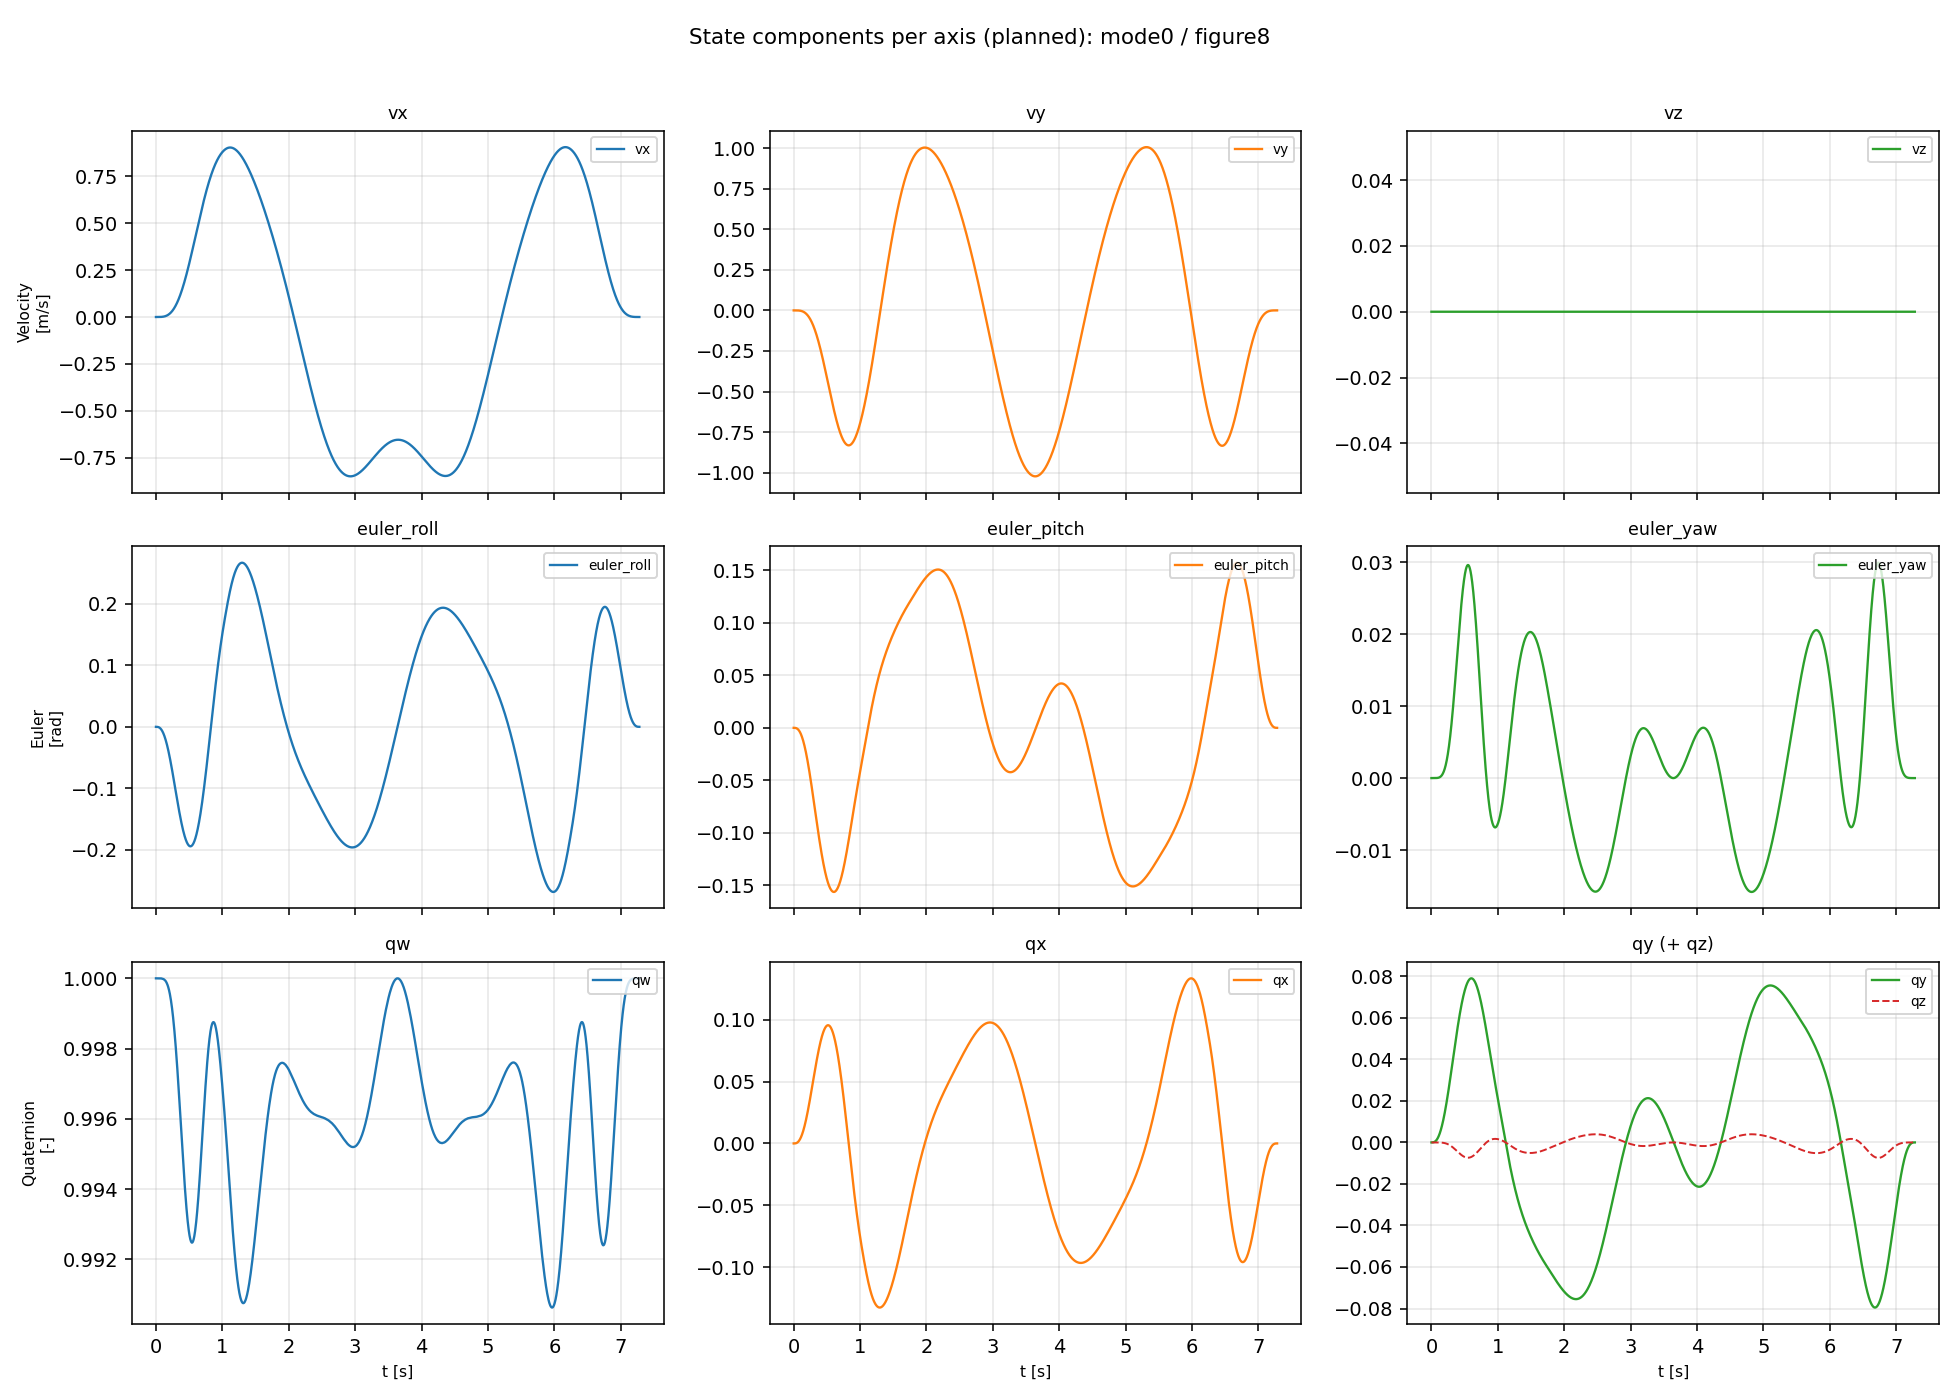 State components per axis (planned): mode0 / figure8
vx
vx
0.75
0.50
0.25
0.00
−0.25
−0.50
−0.75
Velocity
[m/s]
vy
vy
1.00
0.75
0.50
0.25
0.00
−0.25
−0.50
−0.75
−1.00
vz
vz
0.04
0.02
0.00
−0.02
−0.04
euler_roll
euler_roll
0.2
0.1
0.0
−0.1
−0.2
Euler
[rad]
euler_pitch
euler_pitch
0.15
0.10
0.05
0.00
−0.05
−0.10
−0.15
euler_yaw
euler_yaw
0.03
0.02
0.01
0.00
−0.01
qw
qw
1.000
0.998
0.996
0.994
0.992
Quaternion
[-]
0 1 2 3 4 5 6 7
t [s]
qx
qx
0.10
0.05
0.00
−0.05
−0.10
0 1 2 3 4 5 6 7
t [s]
qy (+ qz)
qy
qz
0.08
0.06
0.04
0.02
0.00
−0.02
−0.04
−0.06
−0.08
0 1 2 3 4 5 6 7
t [s]